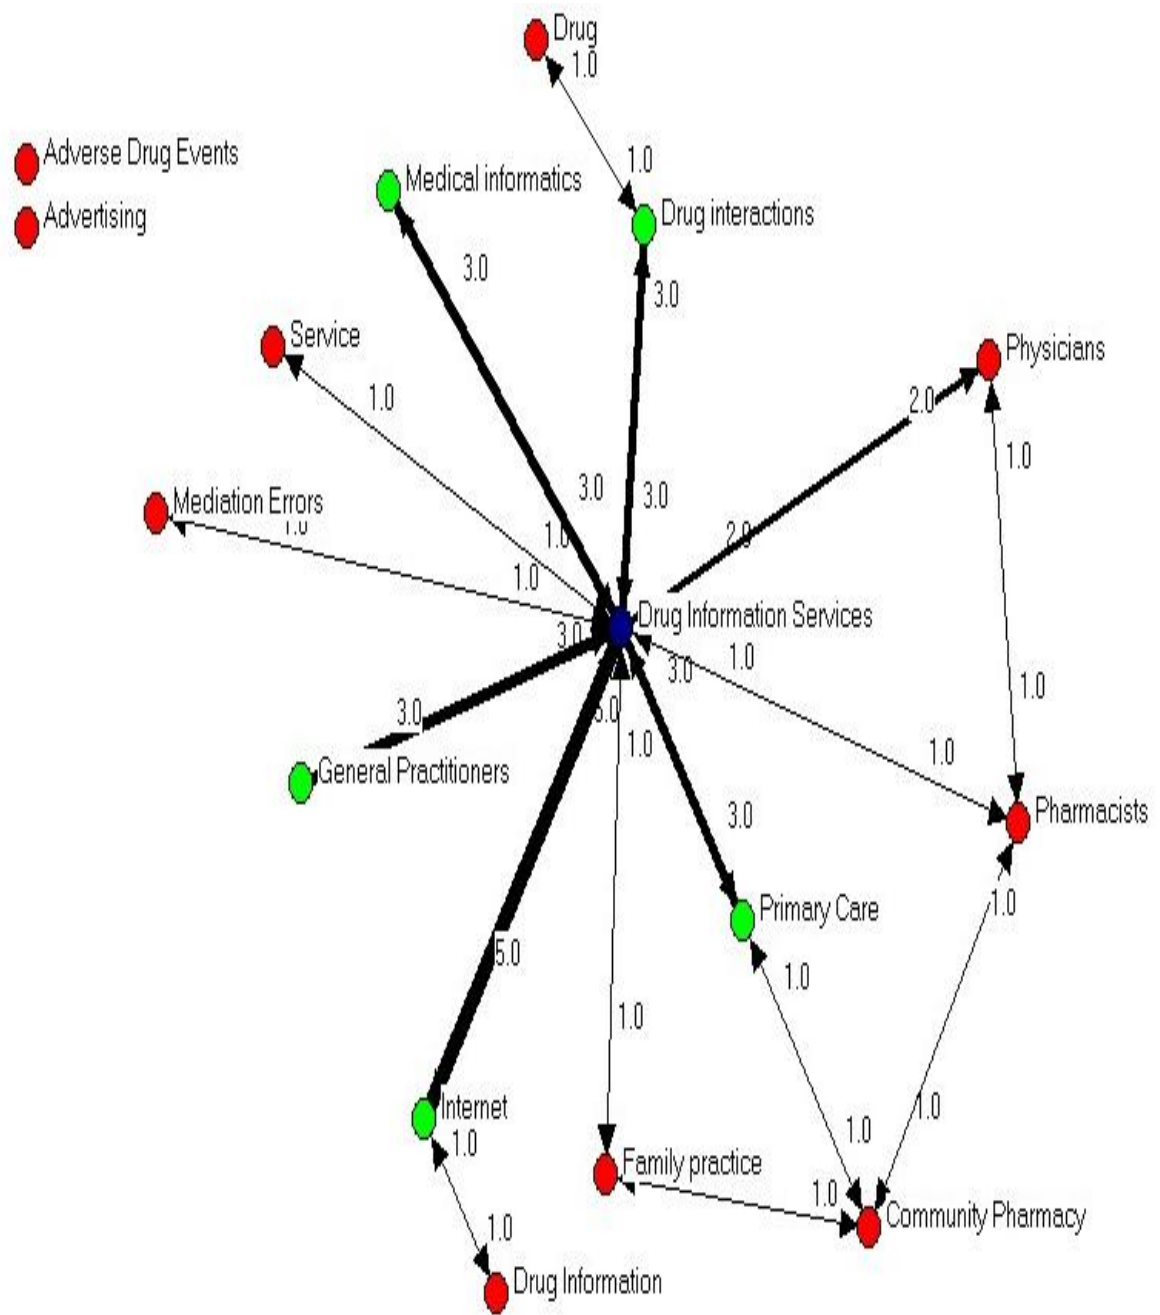 Drug
1.0
Adverse Drug Events
1.0
Medical informatics
Advertising
Drug interactions
3.0
3.0
Service
Physicians
1.0
2.0
1.0
3.0
3.0
Mediation Errors
1.0
1.0
2.0
1.0
Drug Information Services
3.0
3.0
1.0
1.0
5.0
3.0
1.0
1.0
General Practitioners
3.0
Pharmacists
Primary Care
1.0
5.0
1.0
1.0
Internet
1.0
1.0
1.0
Family practice
1.0
Community Pharmacy
1.0
Drug Information